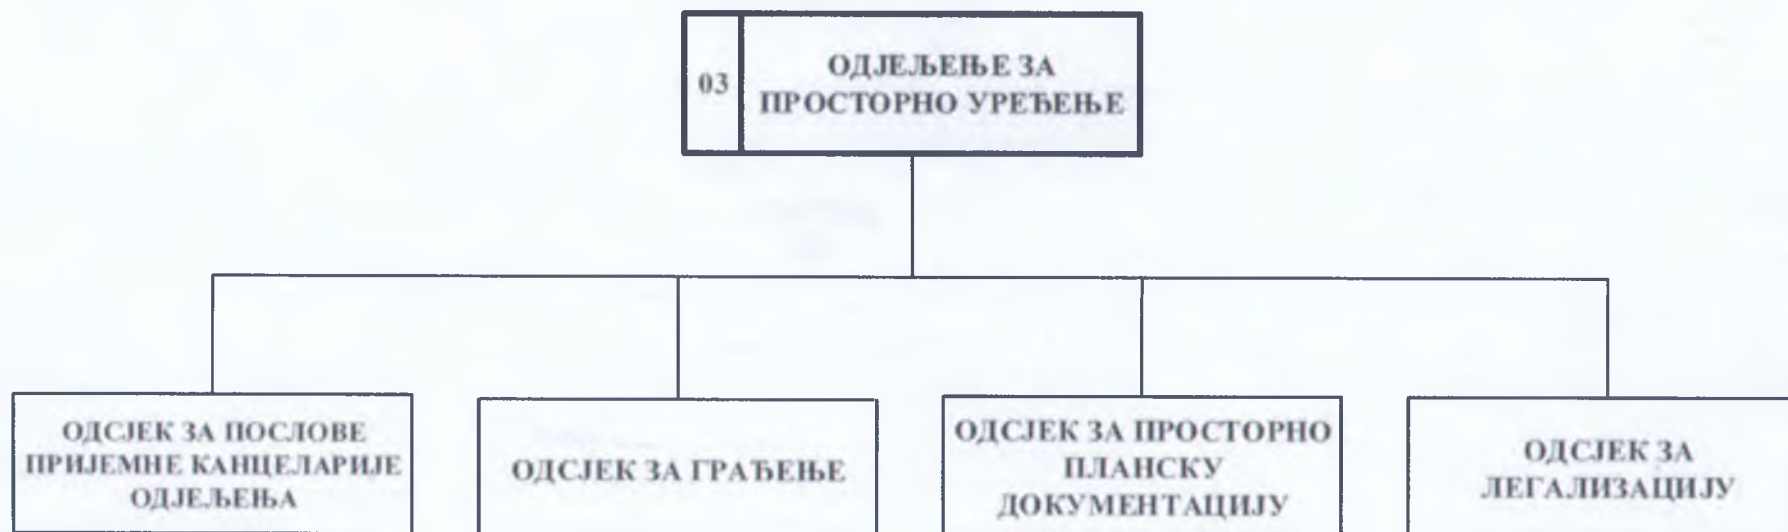 03
ОДЈЕЉЕЊЕ ЗА
ПРОСТОРНО УРЕЂЕЊЕ
ОДСЈЕК ЗА ПОСЛОВЕ
ПРИЈЕМНЕ КАНЦЕЛАРИЈЕ
ОДЈЕЉЕЊА
ОДСЈЕК ЗА ГРАЂЕЊЕ
ОДСЈЕК ЗА ПРОСТОРНО
ПЛАНСКУ
ДОКУМЕНТАЦИЈУ
ОДСЈЕК ЗА
ЛЕГАЛИЗАЦИЈУ